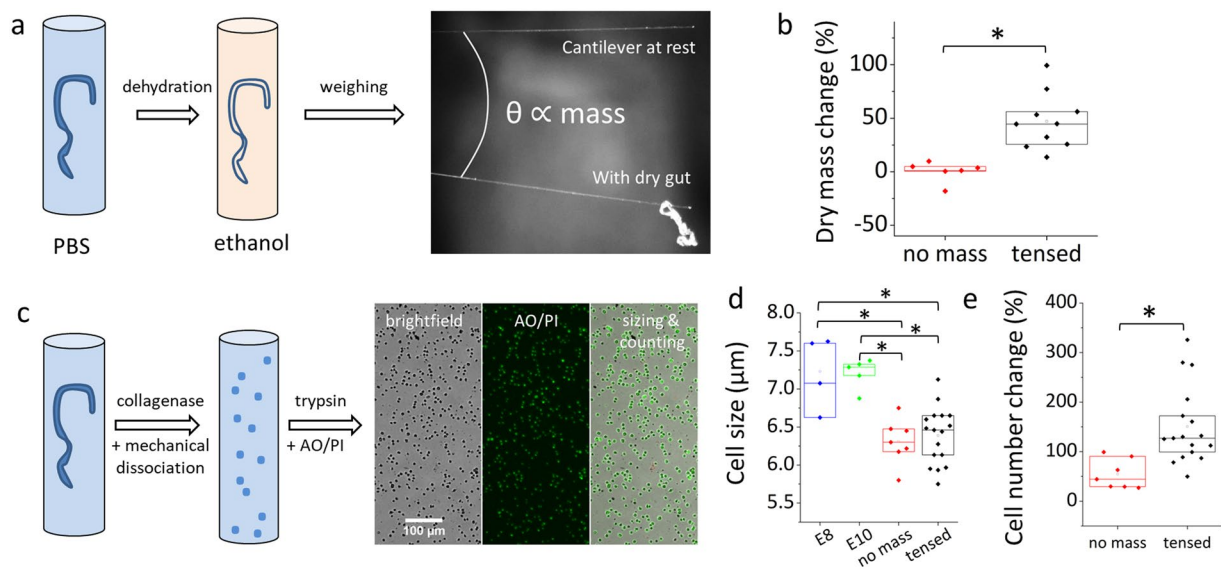 a
PBS
dehydration
ethanol
weighing
Cantilever at rest
θ ∝ mass
With dry gut
b
Dry mass change (%)
100
50
0
-50
*
no mass
tensed
c
collagenase
+ mechanical
dissociation
trypsin
+ AO/PI
brightfield
AO/PI
sizing &
counting
100 μm
d
Cell size (μm)
8.0
7.5
7.0
6.5
6.0
5.5
*
*
*
*
*
E8
E10
no mass
tensed
e
Cell number change (%)
400
300
200
150
100
0
*
no mass
tensed